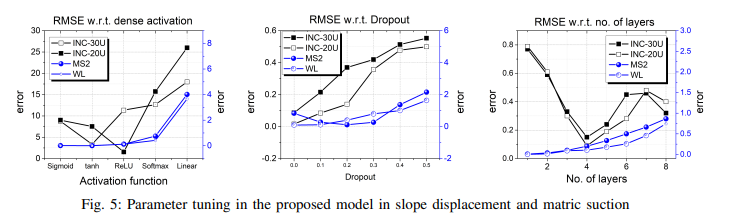 RMSE w.r.t. dense activation
30
25
20
15
10
5
0
error
INC-30U
INC-20U
MS2
WL
6
4
2
0
error
Sigmoid tanh ReLU Softmax Linear
Activation function
RMSE w.r.t. Dropout
0.6
0.4
0.2
0.0
-0.2
error
INC-30U
INC-20U
MS2
WL
6
4
2
0
-2
error
0.0 0.1 0.2 0.3 0.4 0.5
Dropout
RMSE w.r.t. no. of layers
0.8
0.6
0.4
0.2
0.0
error
INC-30U
INC-20U
MS2
WL
3.0
2.5
2.0
1.5
1.0
0.5
0.0
error
2 4 6 8
No. of layers
Fig. 5: Parameter tuning in the proposed model in slope displacement and matric suction